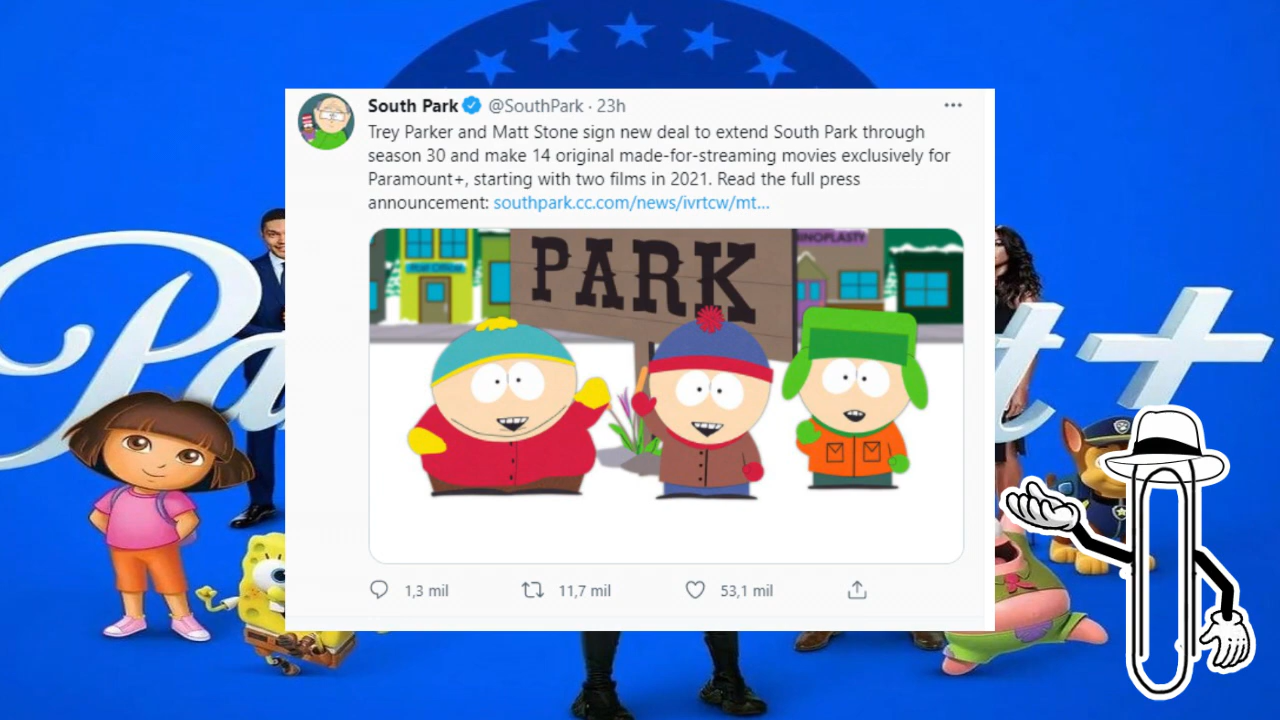 South Park @SouthPark · 23h
Trey Parker and Matt Stone sign new deal to extend South Park through
season 30 and make 14 original made-for-streaming movies exclusively for
Paramount+, starting with two films in 2021. Read the full press
announcement: southpark.cc.com/news/ivrtcw/mt...
PARK
INOPLASTY
1,3 mil 11,7 mil 53,1 mil
Pa
t+